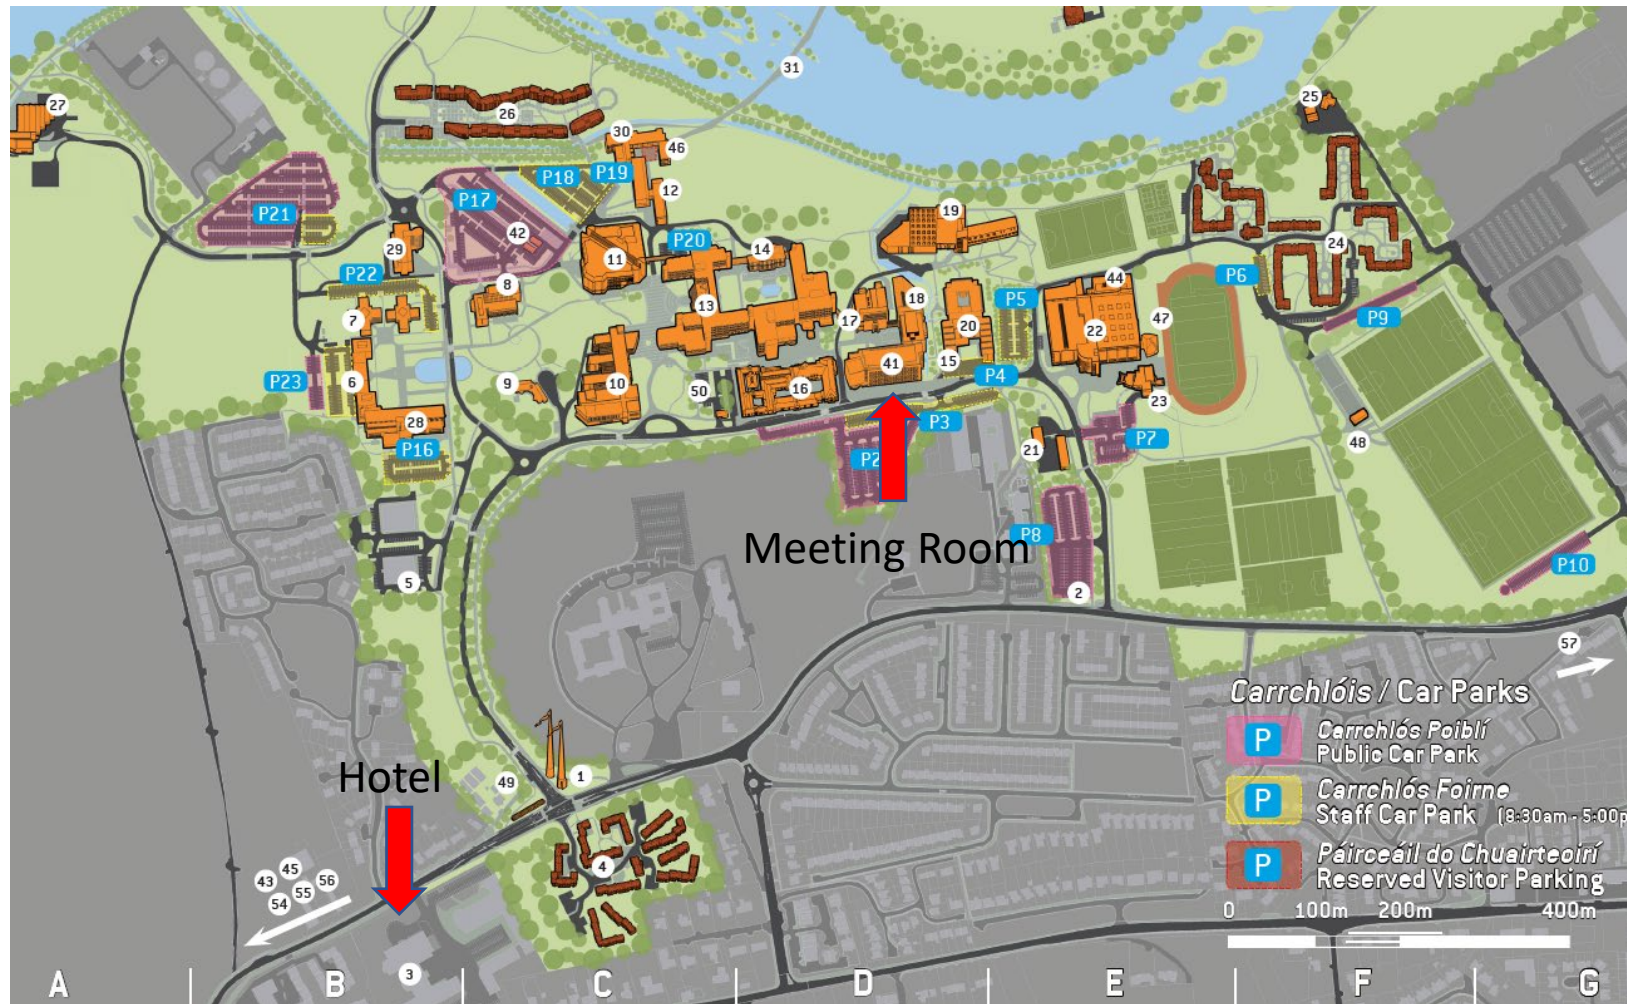 31
27
26
25
30
46
P18
P19
P17
12
P21
19
42
29
P20
14
24
11
P22
8
P6
44
P5
13
18
7
17
P9
20
22
47
15
41
P23
6
9
10
50
16
P4
23
28
P3
P16
21
P7
48
P2
Meeting Room
P8
P10
5
2
57
Carrchlóis / Car Parks
P
Carrchlós Poiblí
Public Car Park
Hotel
49
1
P
Carrchlós Foirne
Staff Car Park (8:30am - 5:00p
P
Páirceáil do Chuairteoirí
Reserved Visitor Parking
4
45
43
56
55
54
0 100m 200m 400m
3
A B C D E F G